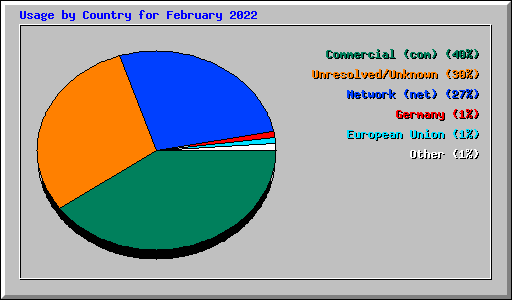 Usage by Country for February 2022
Commercial (com) (40%)
Unresolved/Unknown (30%)
Network (net) (27%)
Germany (1%)
European Union (1%)
Other (1%)